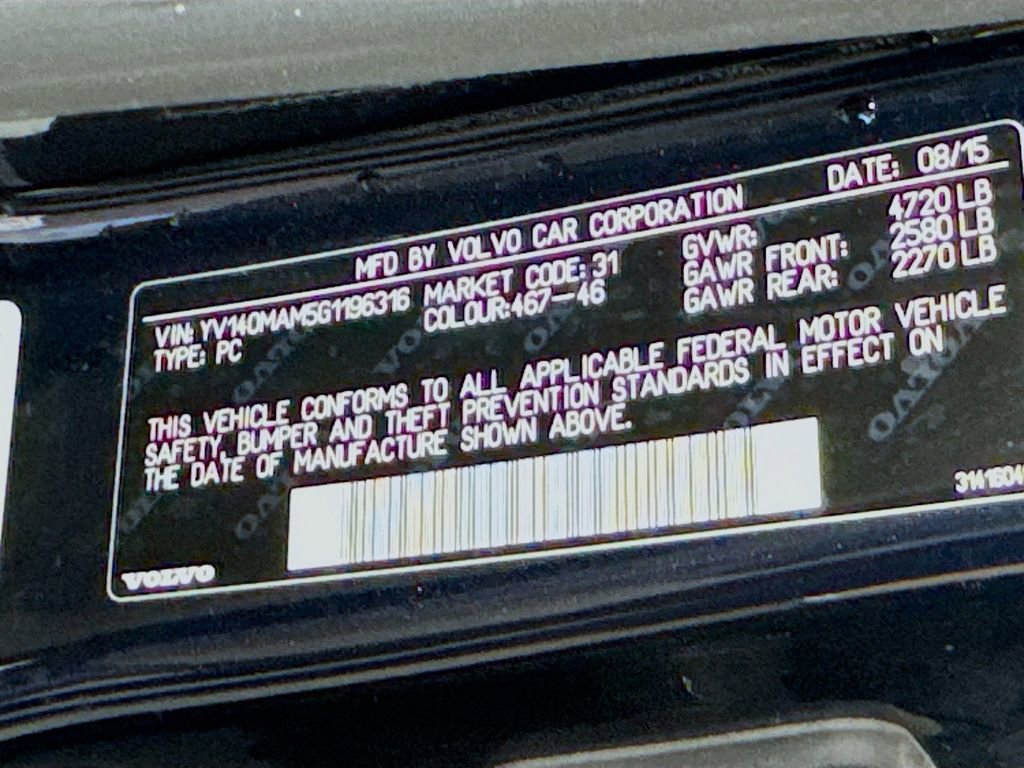 MFD BY VOLVO CAR CORPORATION DATE: 08/15
VIN: YV140MAM5G1196316 MARKET CODE: 31 GVWR: 4720 LB
TYPE: PC COLOUR:467-46 GAWR FRONT: 2580 LB
GAWR REAR: 2270 LB
THIS VEHICLE CONFORMS TO ALL APPLICABLE FEDERAL MOTOR VEHICLE
SAFETY, BUMPER AND THEFT PREVENTION STANDARDS IN EFFECT ON
THE DATE OF MANUFACTURE SHOWN ABOVE.
VOLVO